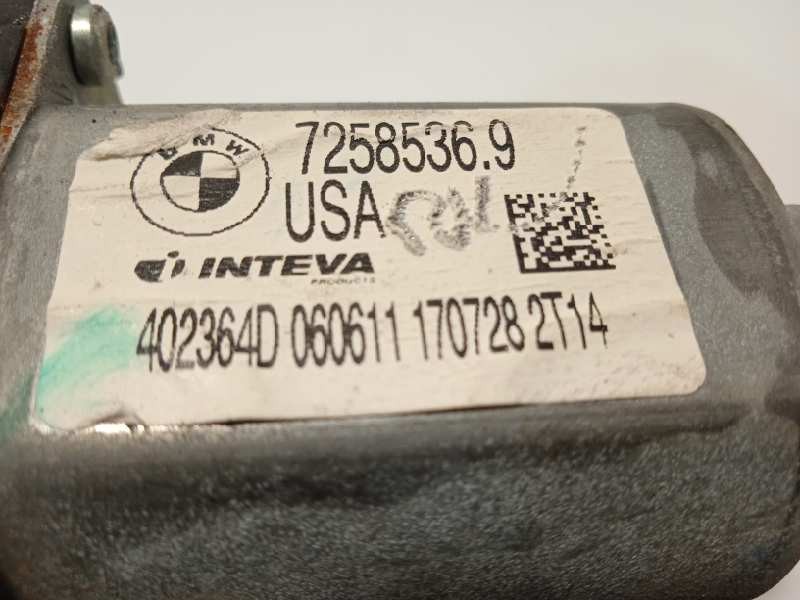 BMW
7258536.9
USA
INTEVA
PRODUCTS
402364D 060611 170728 2T14